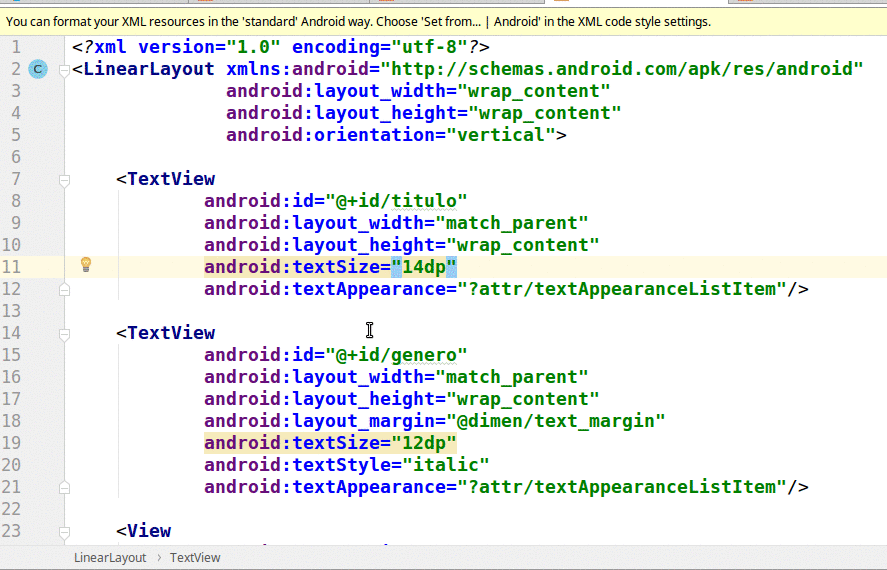 You can format your XML resources in the 'standard' Android way. Choose 'Set from... | Android' in the XML code style settings.
1 <?xml version="1.0" encoding="utf-8"?>
2 C <LinearLayout xmlns:android="http://schemas.android.com/apk/res/android"
3 android:layout_width="wrap_content"
4 android:layout_height="wrap_content"
5 android:orientation="vertical">
6
7 <TextView
8 android:id="@+id/titulo"
9 android:layout_width="match_parent"
10 android:layout_height="wrap_content"
11 android:textSize="14dp"
12 android:textAppearance="?attr/textAppearanceListItem"/>
13
14 <TextView
15 android:id="@+id/genero"
16 android:layout_width="match_parent"
17 android:layout_height="wrap_content"
18 android:layout_margin="@dimen/text_margin"
19 android:textSize="12dp"
20 android:textStyle="italic"
21 android:textAppearance="?attr/textAppearanceListItem"/>
22
23 <View
LinearLayout › TextView